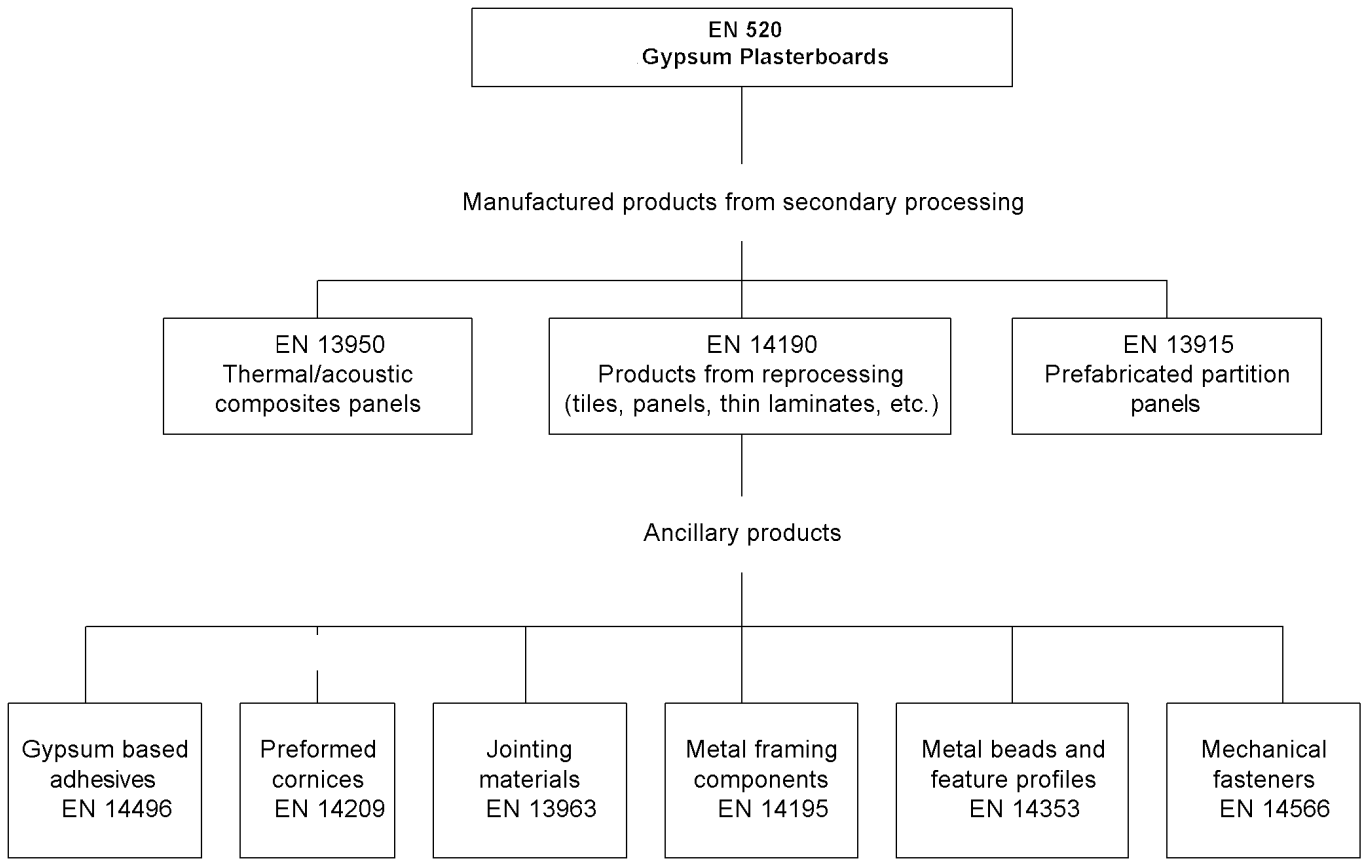 EN 520
Gypsum Plasterboards
Manufactured products from secondary processing
EN 13950
Thermal/acoustic
composites panels
EN 14190
Products from reprocessing
(tiles, panels, thin laminates, etc.)
EN 13915
Prefabricated partition
panels
Ancillary products
Gypsum based
adhesives
EN 14496
Preformed
cornices
EN 14209
Jointing
materials
EN 13963
Metal framing
components
EN 14195
Metal beads and
feature profiles
EN 14353
Mechanical
fasteners
EN 14566